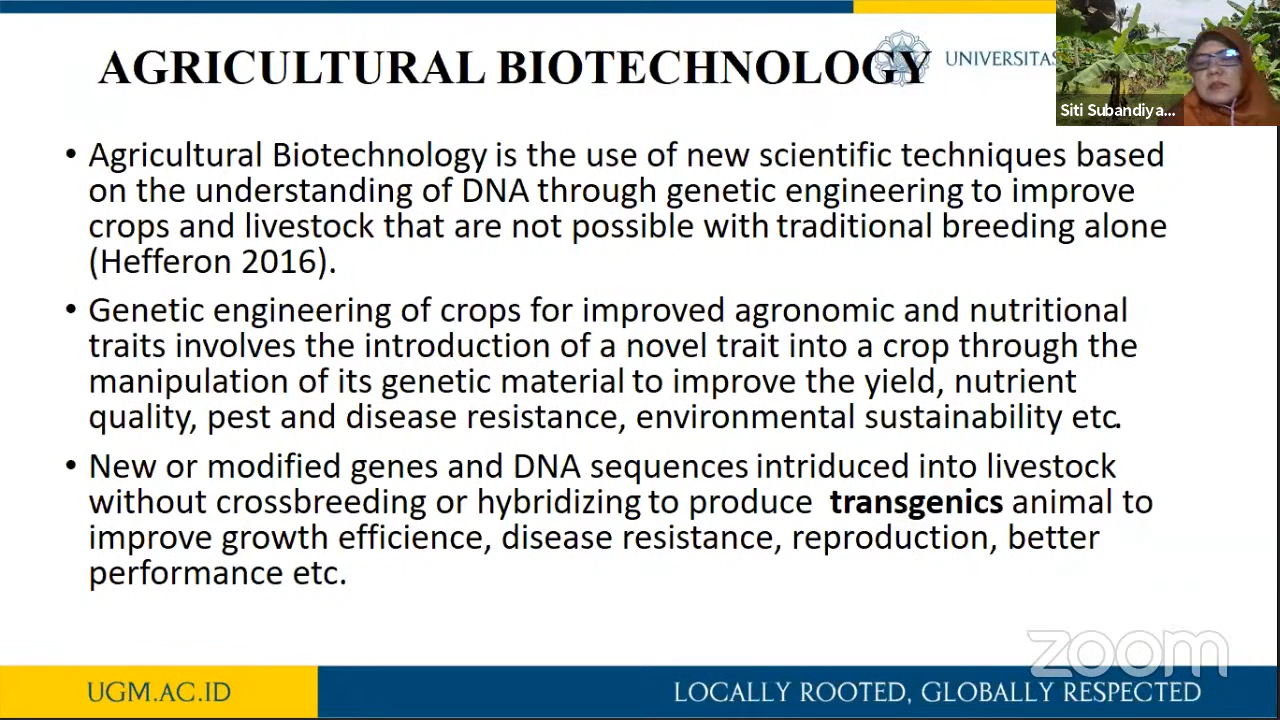 AGRICULTURAL BIOTECHNOLOGY
UNIVERSITAS
Siti Subandiya...
• Agricultural Biotechnology is the use of new scientific techniques based
on the understanding of DNA through genetic engineering to improve
crops and livestock that are not possible with traditional breeding alone
(Hefferon 2016).
• Genetic engineering of crops for improved agronomic and nutritional
traits involves the introduction of a novel trait into a crop through the
manipulation of its genetic material to improve the yield, nutrient
quality, pest and disease resistance, environmental sustainability etc.
• New or modified genes and DNA sequences intriduced into livestock
without crossbreeding or hybridizing to produce transgenics animal to
improve growth efficience, disease resistance, reproduction, better
performance etc.
zoom
UGM.AC.ID
LOCALLY ROOTED, GLOBALLY RESPECTED